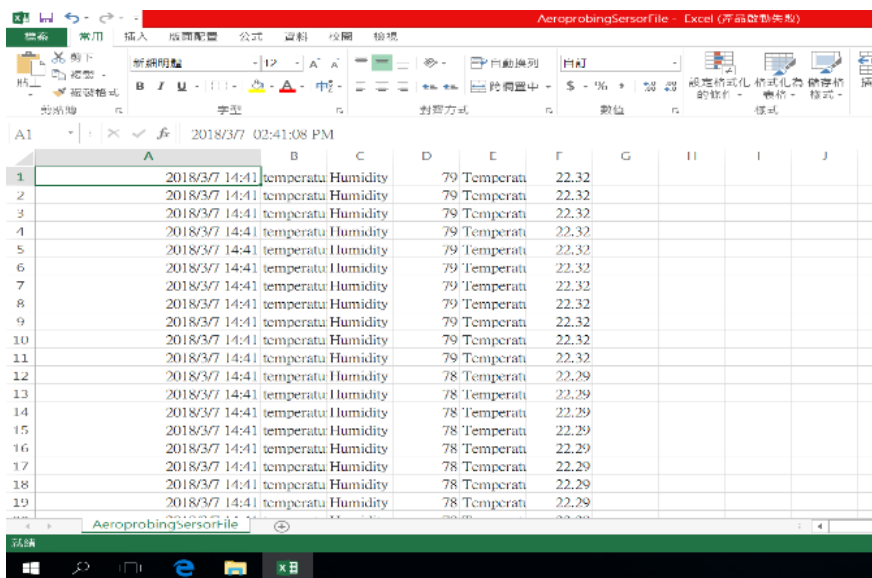 AeroprobingSersorFile - Excel (產品啟動失敗)
檔案 常用 插入 版面配置 公式 資料 校閱 檢視
剪下
新細明體 12 A A 自動換列 自訂
複製
貼上 複製格式 B I U A 跨欄置中 $ % 設定格式化的條件 格式化為表格 儲存格樣式
剪貼簿 字型 對齊方式 數值 樣式
A1 fx 2018/3/7 02:41:08 PM
A B C D E F G H I J
1 2018/3/7 14:41 temperatu Humidity 79 Temperatu 22.32
2 2018/3/7 14:41 temperatu Humidity 79 Temperatu 22.32
3 2018/3/7 14:41 temperatu Humidity 79 Temperatu 22.32
4 2018/3/7 14:41 temperatu Humidity 79 Temperatu 22.32
5 2018/3/7 14:41 temperatu Humidity 79 Temperatu 22.32
6 2018/3/7 14:41 temperatu Humidity 79 Temperatu 22.32
7 2018/3/7 14:41 temperatu Humidity 79 Temperatu 22.32
8 2018/3/7 14:41 temperatu Humidity 79 Temperatu 22.32
9 2018/3/7 14:41 temperatu Humidity 79 Temperatu 22.32
10 2018/3/7 14:41 temperatu Humidity 79 Temperatu 22.32
11 2018/3/7 14:41 temperatu Humidity 79 Temperatu 22.32
12 2018/3/7 14:41 temperatu Humidity 78 Temperatu 22.29
13 2018/3/7 14:41 temperatu Humidity 78 Temperatu 22.29
14 2018/3/7 14:41 temperatu Humidity 78 Temperatu 22.29
15 2018/3/7 14:41 temperatu Humidity 78 Temperatu 22.29
16 2018/3/7 14:41 temperatu Humidity 78 Temperatu 22.29
17 2018/3/7 14:41 temperatu Humidity 78 Temperatu 22.29
18 2018/3/7 14:41 temperatu Humidity 78 Temperatu 22.29
19 2018/3/7 14:41 temperatu Humidity 78 Temperatu 22.29
AeroprobingSersorFile
就緒